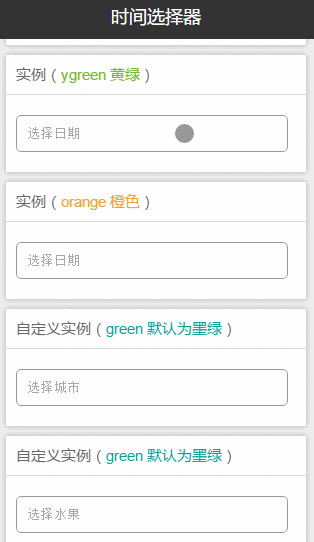 时间选择器
实例（ygreen 黄绿）
选择日期
实例（orange 橙色）
选择日期
自定义实例（green 默认为墨绿）
选择城市
自定义实例（green 默认为墨绿）
选择水果